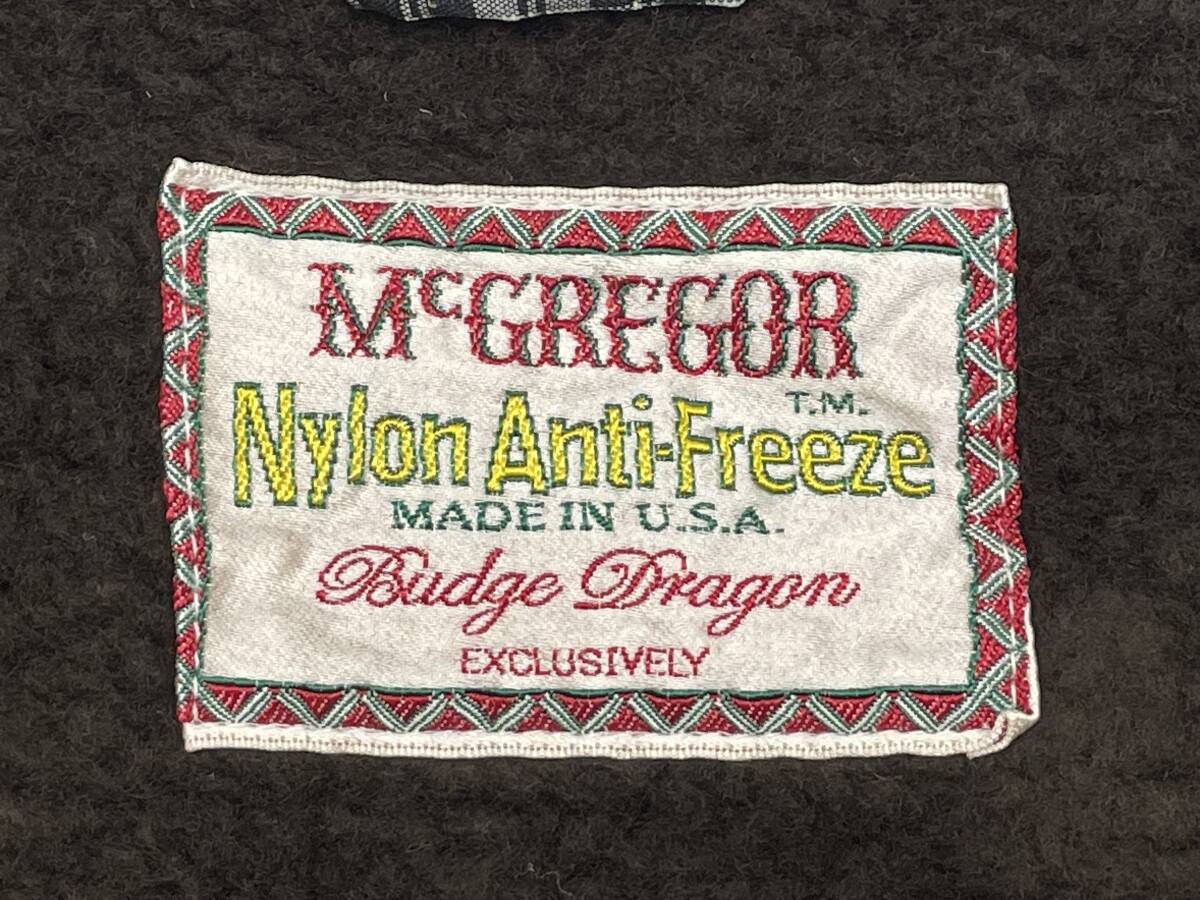 McGREGOR
T.M.
Nylon Anti-Freeze
MADE IN U.S.A.
Budge Dragon
EXCLUSIVELY